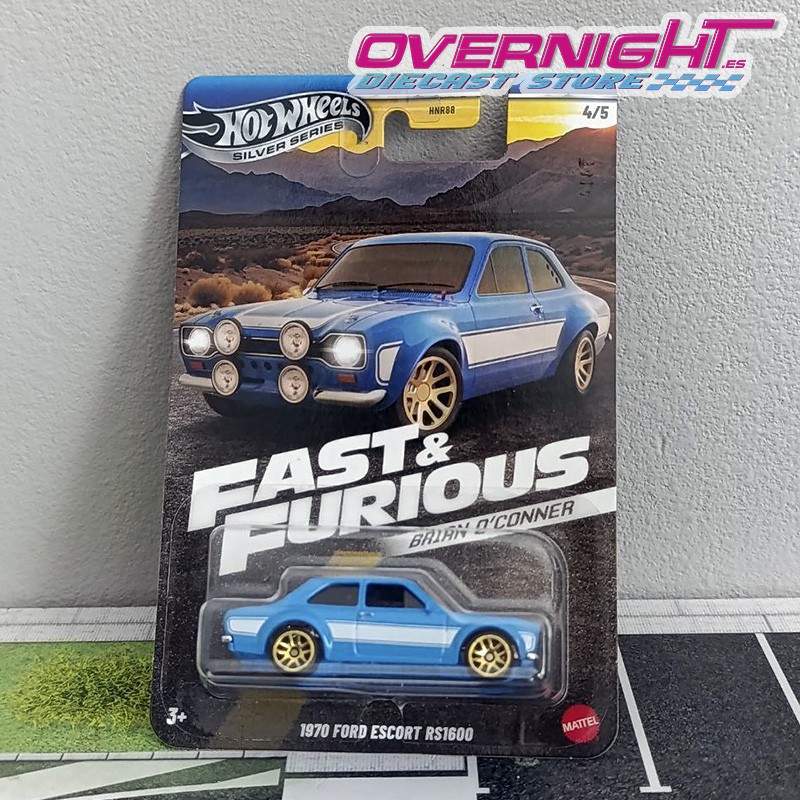 OVERNIGHT.ES
DIECAST STORE
HOT WHEELS
SILVER SERIES
HNR88
4/5
FAST &
FURIOUS
BRIAN O'CONNER
3+
1970 FORD ESCORT RS1600
MATTEL